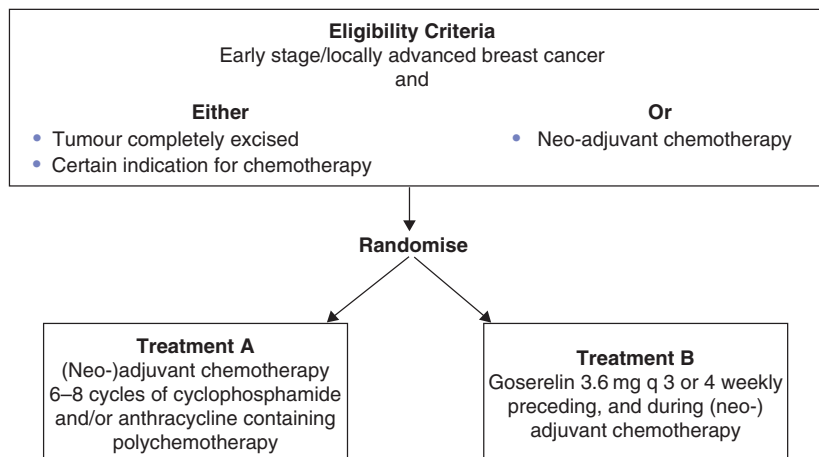 Eligibility Criteria
Early stage/locally advanced breast cancer
and
Either
• Tumour completely excised
• Certain indication for chemotherapy
Or
• Neo-adjuvant chemotherapy
Randomise
Treatment A
(Neo-)adjuvant chemotherapy
6–8 cycles of cyclophosphamide
and/or anthracycline containing
polychemotherapy
Treatment B
Goserelin 3.6 mg q 3 or 4 weekly
preceding, and during (neo-)
adjuvant chemotherapy